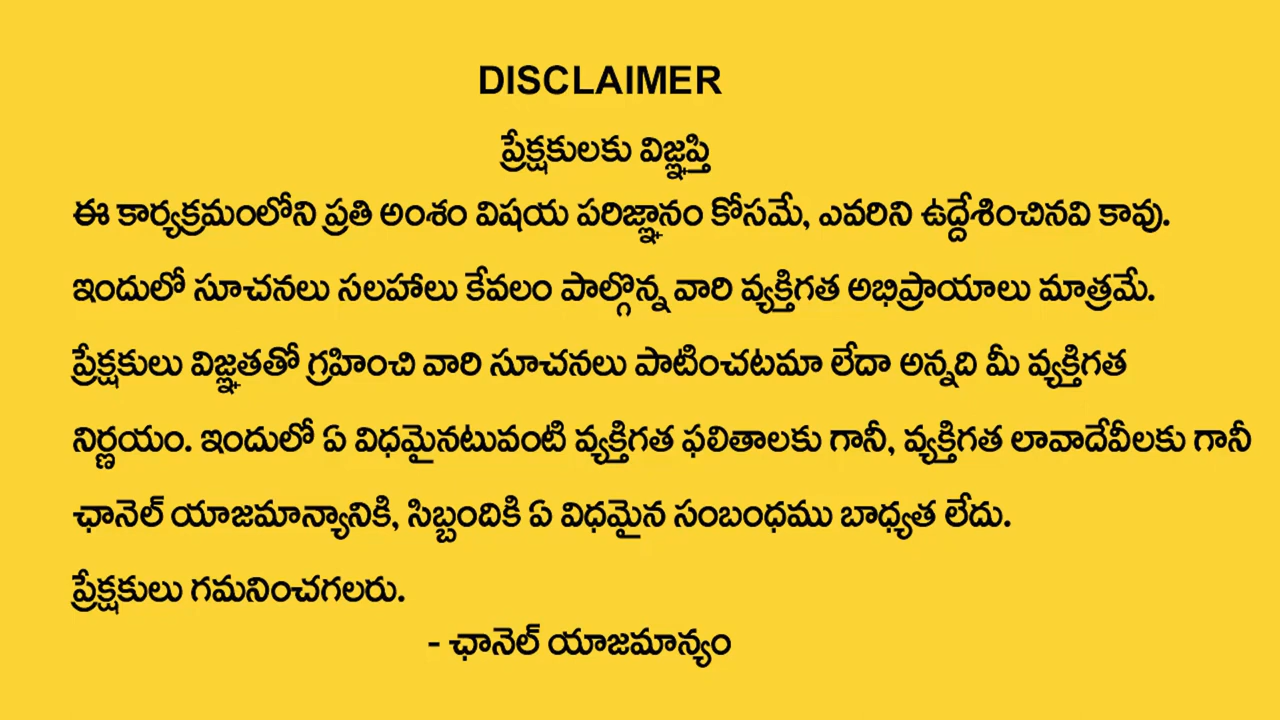 DISCLAIMER
ప్రేక్షకులకు విజ్ఞప్తి
ఈ కార్యక్రమంలోని ప్రతి అంశం విషయ పరిజ్ఞానం కోసమే, ఎవరిని ఉద్దేశించినవి కావు.
ఇందులో సూచనలు సలహాలు కేవలం పాల్గొన్న వారి వ్యక్తిగత అభిప్రాయాలు మాత్రమే.
ప్రేక్షకులు విజ్ఞతతో గ్రహించి వారి సూచనలు పాటించటమా లేదా అన్నది మీ వ్యక్తిగత
నిర్ణయం. ఇందులో ఏ విధమైనటువంటి వ్యక్తిగత ఫలితాలకు గానీ, వ్యక్తిగత లావాదేవీలకు గానీ
ఛానెల్ యాజమాన్యానికి, సిబ్బందికి ఏ విధమైన సంబంధము బాధ్యత లేదు.
ప్రేక్షకులు గమనించగలరు.
- ఛానెల్ యాజమాన్యం